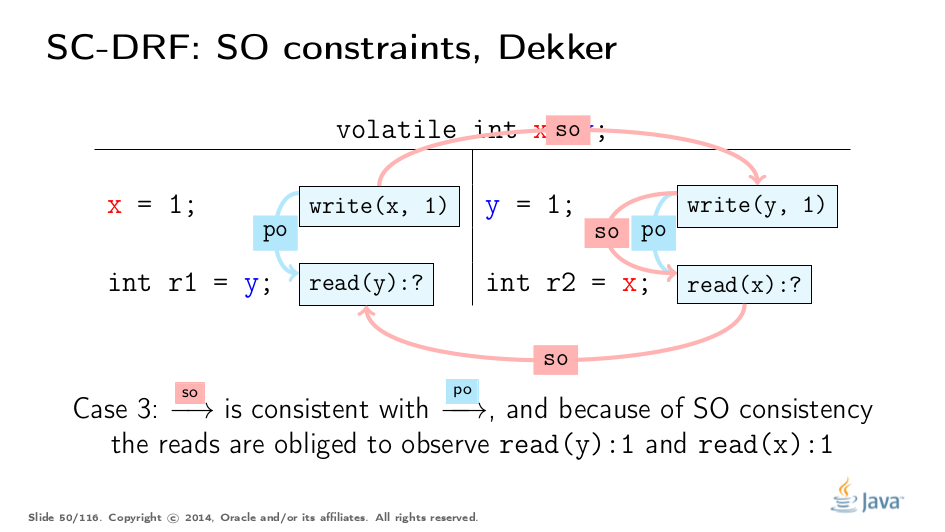 SC-DRF: SO constraints, Dekker
volatile int x so ;
x = 1; write(x, 1) y = 1; write(y, 1)
po so po
int r1 = y; read(y):? int r2 = x; read(x):?
so
so po
Case 3: → is consistent with →, and because of SO consistency
the reads are obliged to observe read(y):1 and read(x):1
Java
Slide 50/116. Copyright © 2014, Oracle and/or its affiliates. All rights reserved.